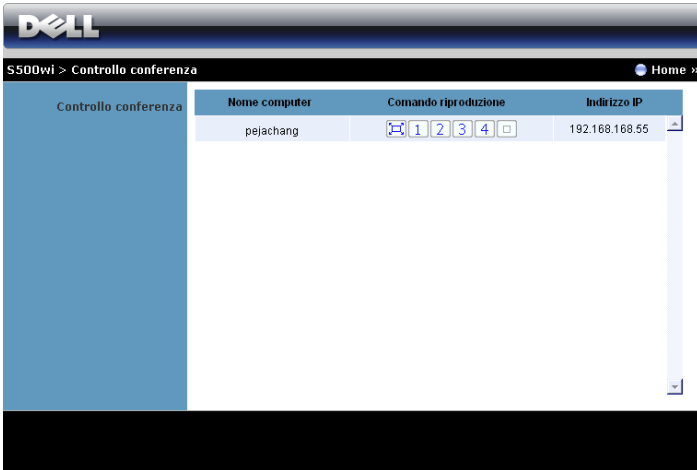 DELL
S500wi > Controllo conferenza
Home »
Controllo conferenza
Nome computer Comando riproduzione Indirizzo IP
pejachang 1 2 3 4 192.168.168.55